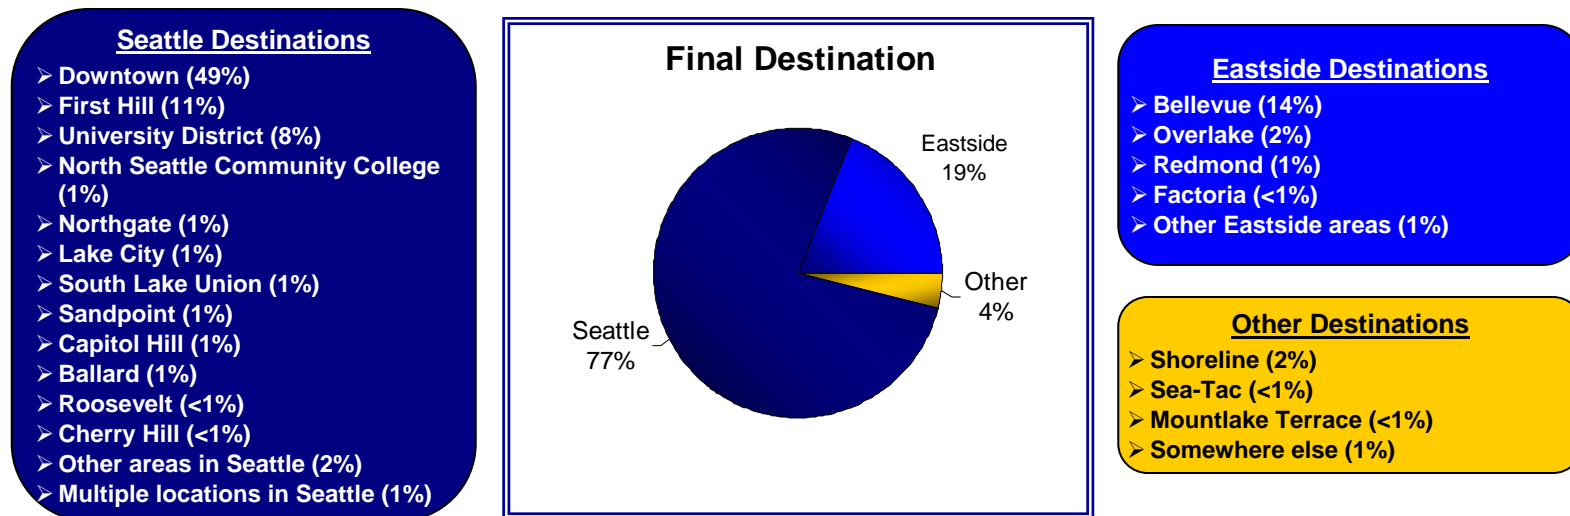 Seattle Destinations
➢ Downtown (49%)
➢ First Hill (11%)
➢ University District (8%)
➢ North Seattle Community College
(1%)
➢ Northgate (1%)
➢ Lake City (1%)
➢ South Lake Union (1%)
➢ Sandpoint (1%)
➢ Capitol Hill (1%)
➢ Ballard (1%)
➢ Roosevelt (<1%)
➢ Cherry Hill (<1%)
➢ Other areas in Seattle (2%)
➢ Multiple locations in Seattle (1%)
Final Destination
Eastside
19%
Other
4%
Seattle
77%
Eastside Destinations
➢ Bellevue (14%)
➢ Overlake (2%)
➢ Redmond (1%)
➢ Factoria (<1%)
➢ Other Eastside areas (1%)
Other Destinations
➢ Shoreline (2%)
➢ Sea-Tac (<1%)
➢ Mountlake Terrace (<1%)
➢ Somewhere else (1%)